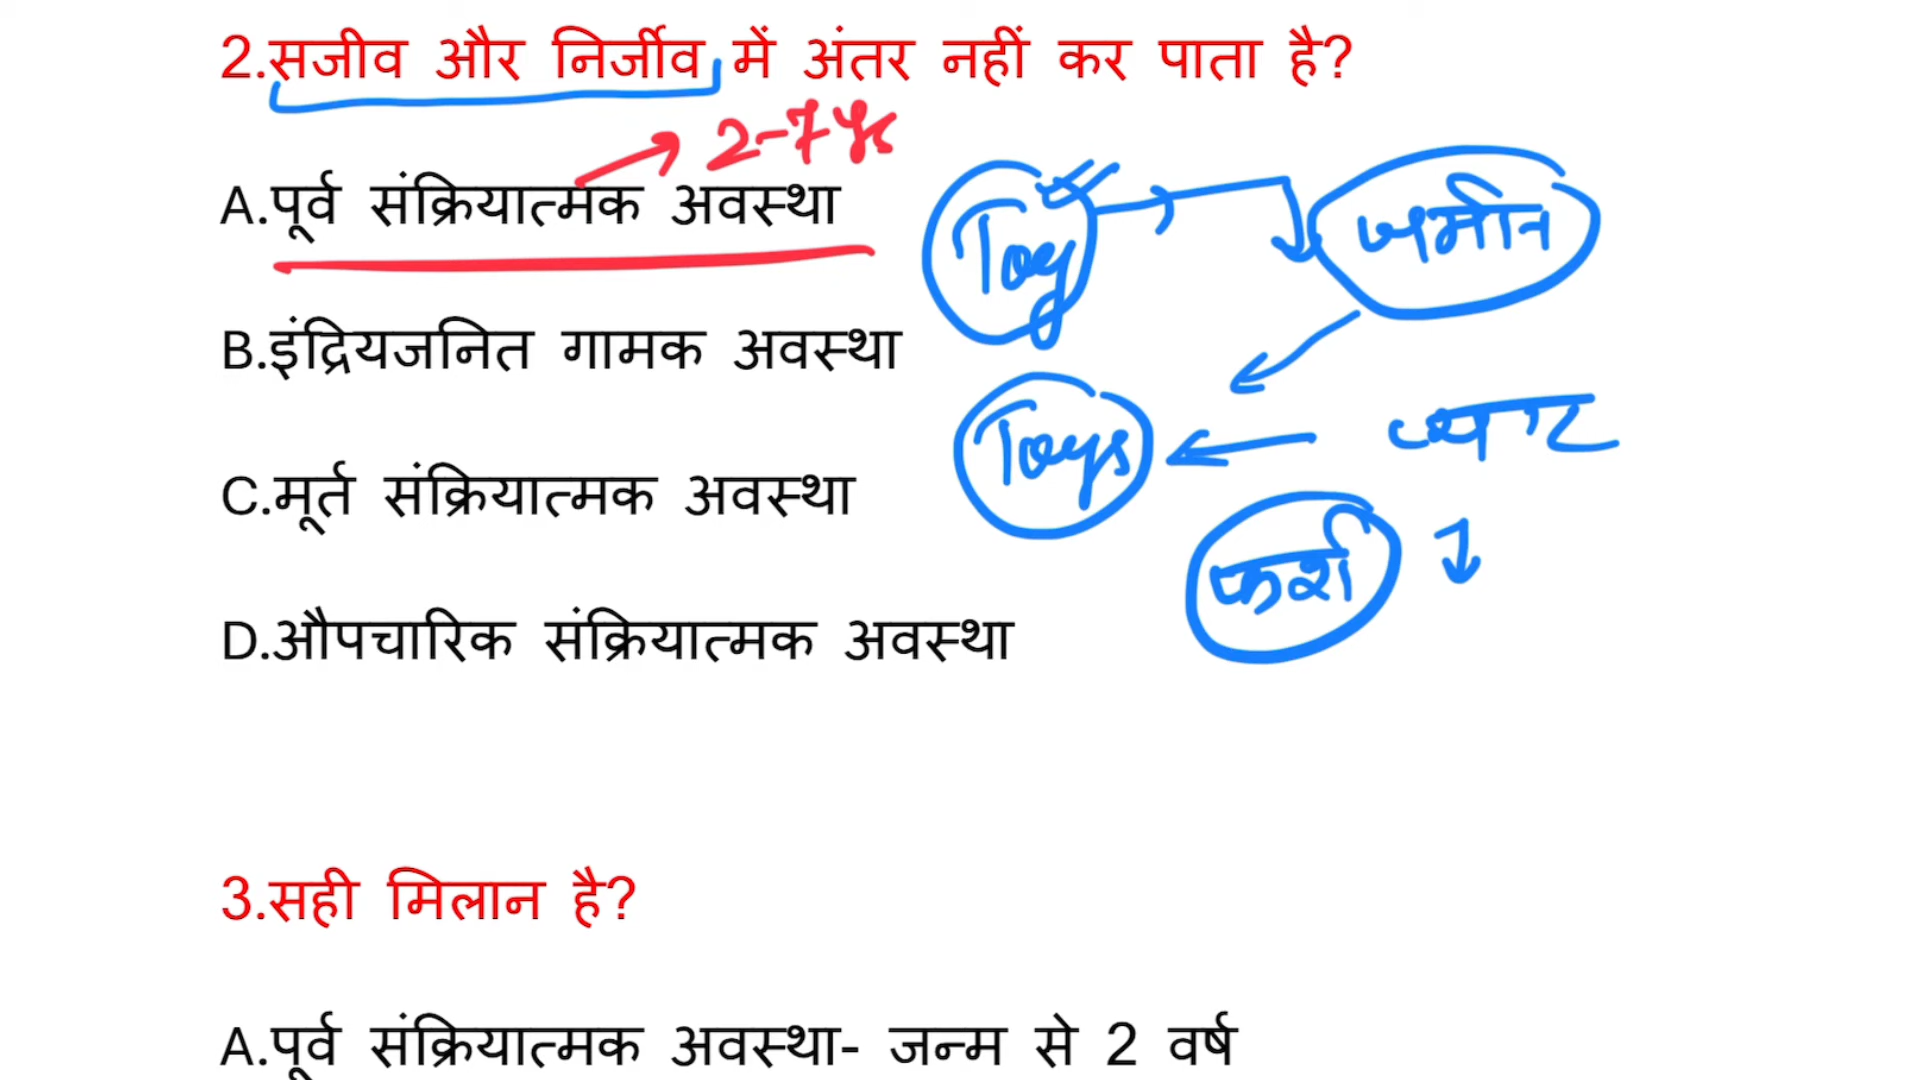 2.सजीव और निर्जीव में अंतर नहीं कर पाता है?
2-7 yr
A.पूर्व संक्रियात्मक अवस्था
Toy
जमीन
B.इंद्रियजनित गामक अवस्था
Toys
प्यार
C.मूर्त संक्रियात्मक अवस्था
फर्श
D.औपचारिक संक्रियात्मक अवस्था
3.सही मिलान है?
A.पूर्व संक्रियात्मक अवस्था- जन्म से 2 वर्ष